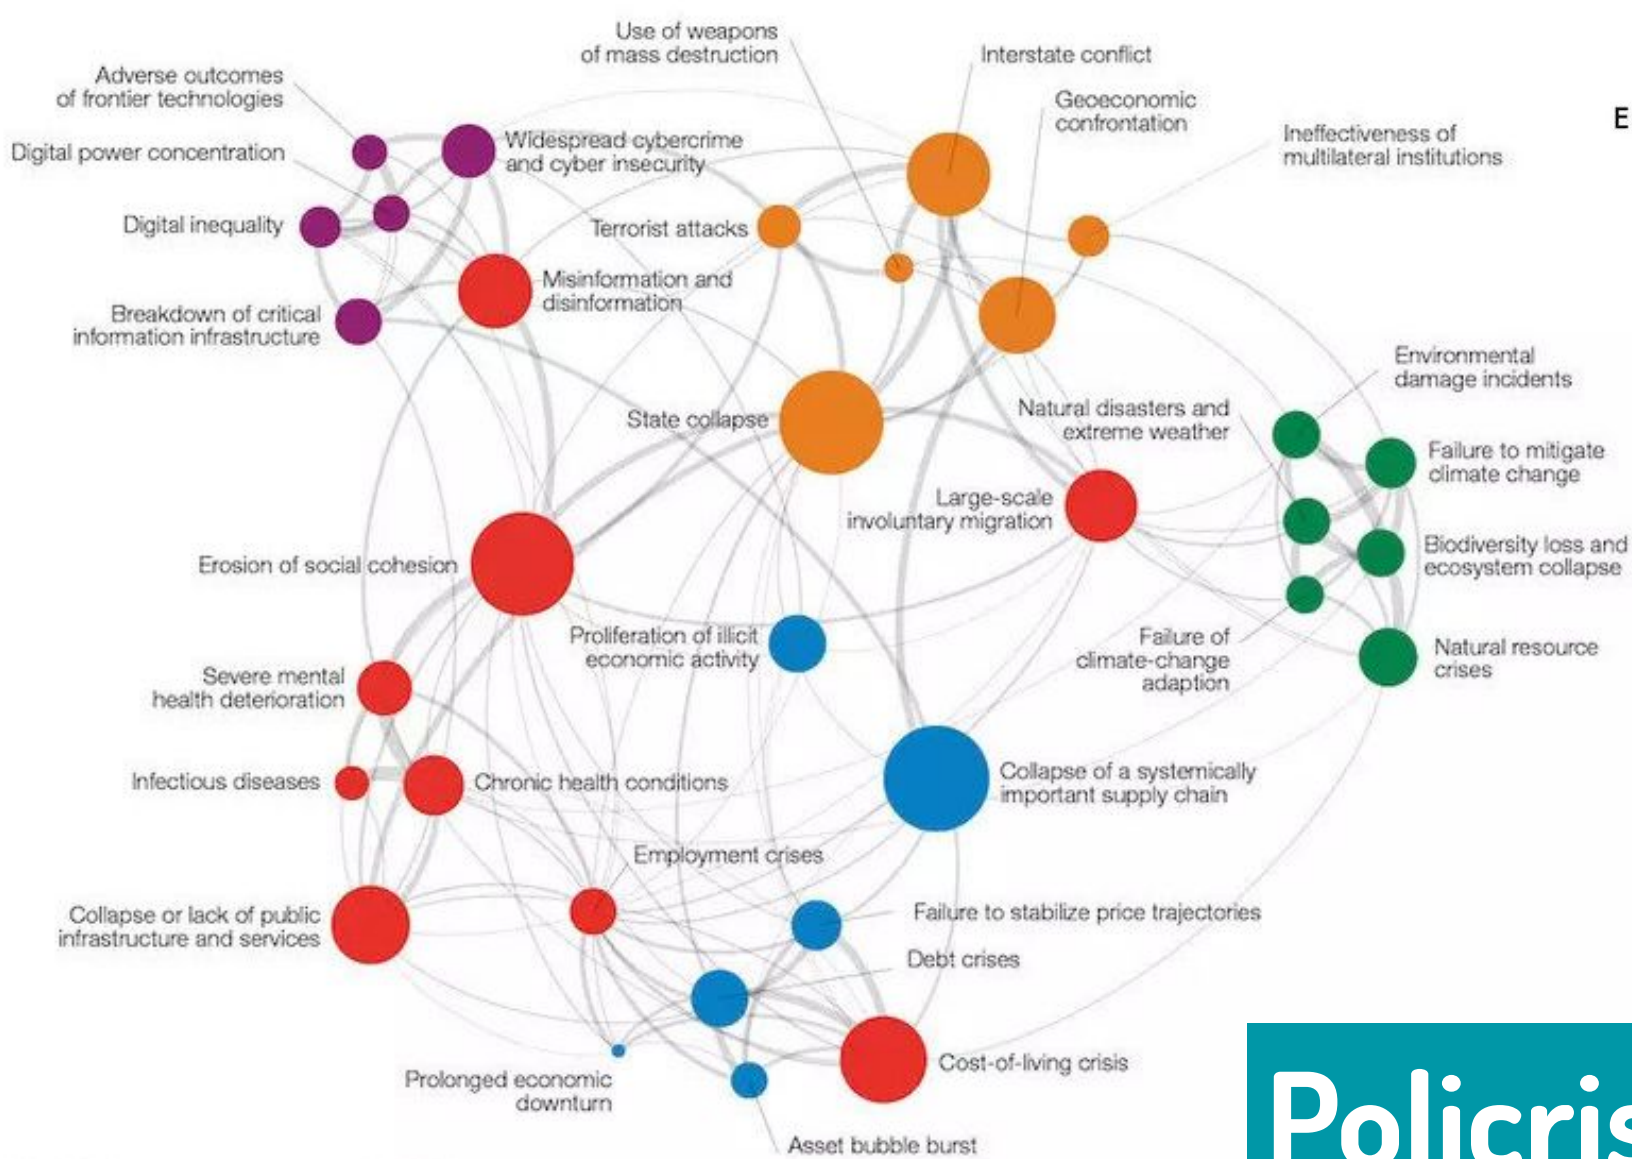 Use of weapons
of mass destruction
Interstate conflict
Adverse outcomes
of frontier technologies
Geoeconomic
confrontation
E
Ineffectiveness of
multilateral institutions
Digital power concentration
Widespread cybercrime
and cyber insecurity
Digital inequality
Terrorist attacks
Misinformation and
disinformation
Breakdown of critical
information infrastructure
Environmental
damage incidents
State collapse
Natural disasters and
extreme weather
Failure to mitigate
climate change
Large-scale
involuntary migration
Biodiversity loss and
ecosystem collapse
Erosion of social cohesion
Proliferation of illicit
economic activity
Failure of
climate-change
adaption
Natural resource
crises
Severe mental
health deterioration
Infectious diseases
Chronic health conditions
Collapse of a systemically
important supply chain
Employment crises
Collapse or lack of public
infrastructure and services
Failure to stabilize price trajectories
Debt crises
Prolonged economic
downturn
Cost-of-living crisis
Asset bubble burst
Policris